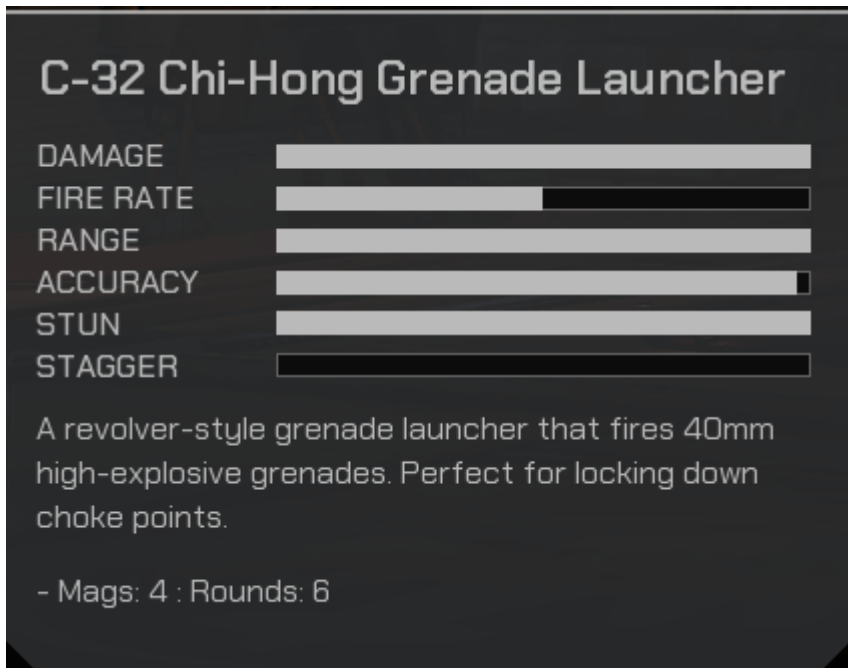 C-32 Chi-Hong Grenade Launcher
DAMAGE
FIRE RATE
RANGE
ACCURACY
STUN
STAGGER
A revolver-style grenade launcher that fires 40mm
high-explosive grenades. Perfect for locking down
choke points.
- Mags: 4 : Rounds: 6